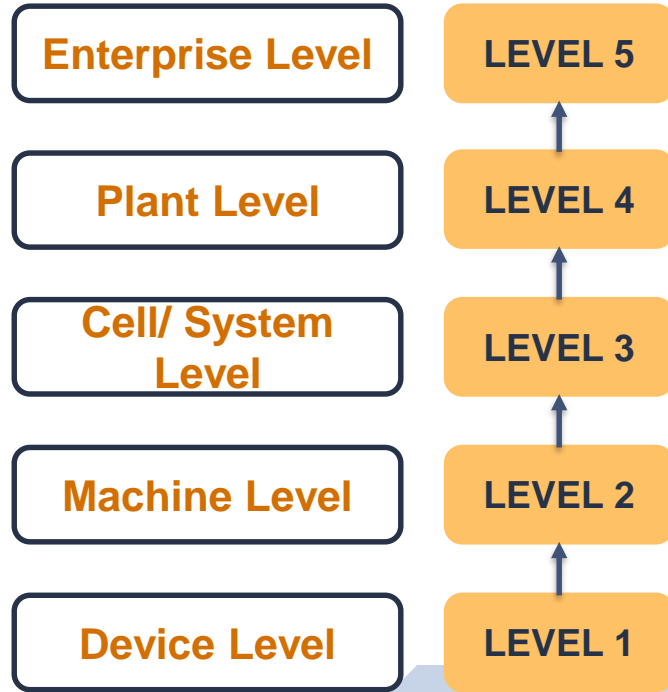 Enterprise Level
LEVEL 5
Plant Level
LEVEL 4
Cell/ System
Level
LEVEL 3
Machine Level
LEVEL 2
Device Level
LEVEL 1